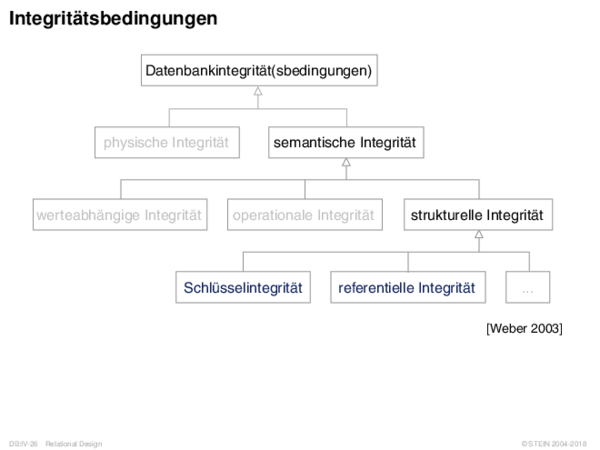 Integritätsbedingungen
Datenbankintegrität(sbedingungen)
physische Integrität semantische Integrität
werteabhängige Integrität operationale Integrität strukturelle Integrität
Schlüsselintegrität referentielle Integrität ...
[Weber 2003]
DB:IV-26 Relational Design © STEIN 2004-2018